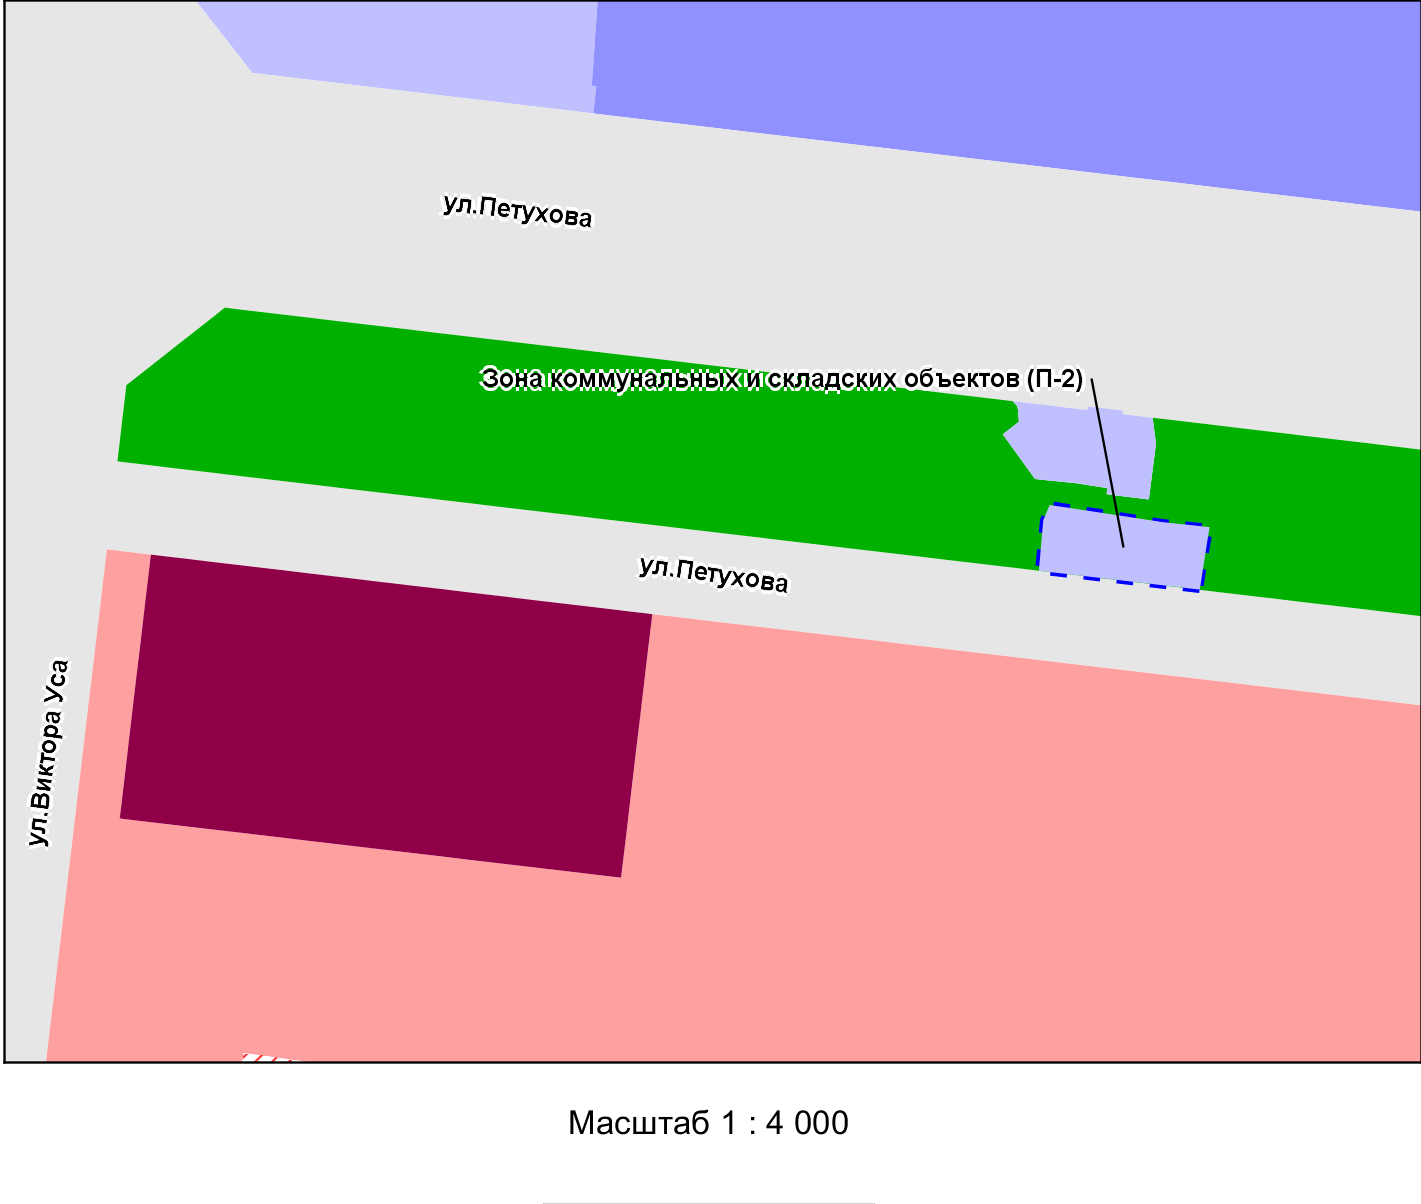 ул.Петухова
Зона коммунальных и складских объектов (П-2)
ул.Петухова
ул.Виктора Уса
Масштаб 1 : 4 000